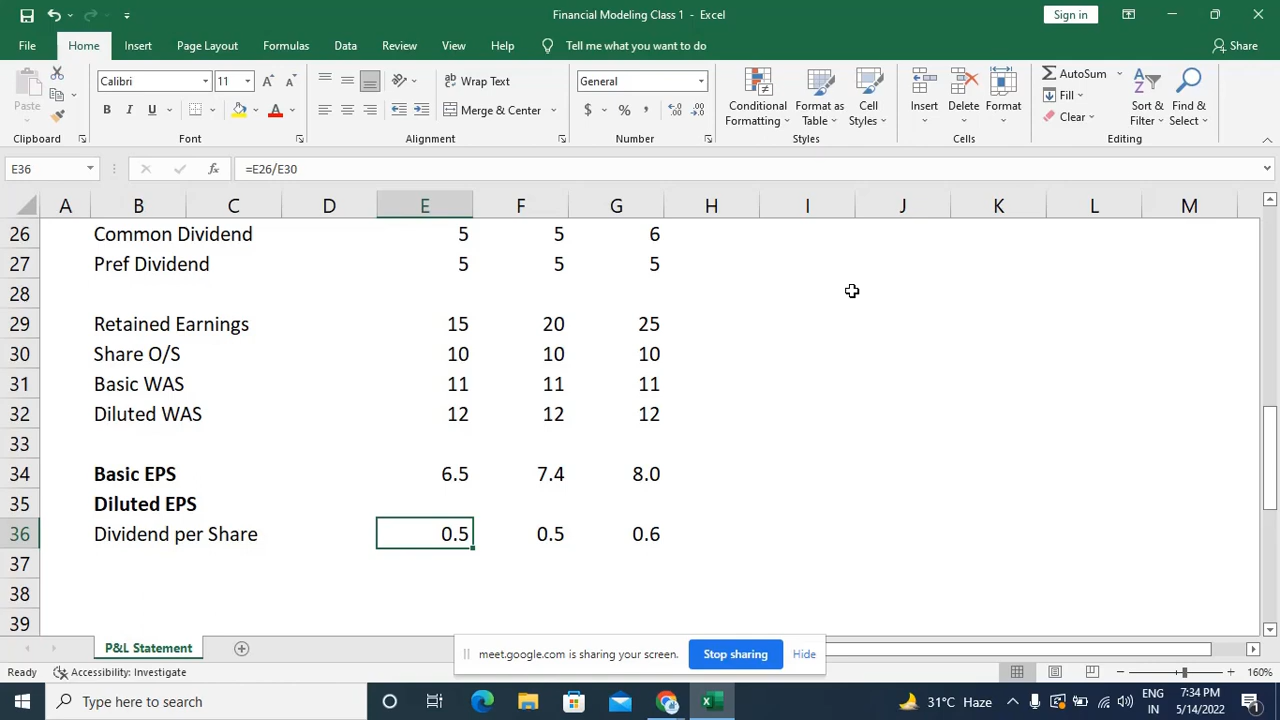 Financial Modeling Class 1 - Excel
Sign in
File Home Insert Page Layout Formulas Data Review View Help Tell me what you want to do Share
Paste
Calibri 11 A A
Wrap Text
General
Conditional Formatting
Format as Table
Cell Styles
Insert Delete Format
AutoSum
Fill
Clear
Sort & Filter
Find & Select
B I U
Merge & Center
$ % ,
Clipboard Font Alignment Number Styles Cells Editing
E36 fx =E26/E30
A B C D E F G H I J K L M
26 Common Dividend 5 5 6
27 Pref Dividend 5 5 5
28
29 Retained Earnings 15 20 25
30 Share O/S 10 10 10
31 Basic WAS 11 11 11
32 Diluted WAS 12 12 12
33
34 Basic EPS 6.5 7.4 8.0
35 Diluted EPS
36 Dividend per Share 0.5 0.5 0.6
37
38
39
P&L Statement
meet.google.com is sharing your screen. Stop sharing Hide
Ready Accessibility: Investigate 160%
Type here to search
31°C Haze
ENG
IN
7:34 PM
5/14/2022
1